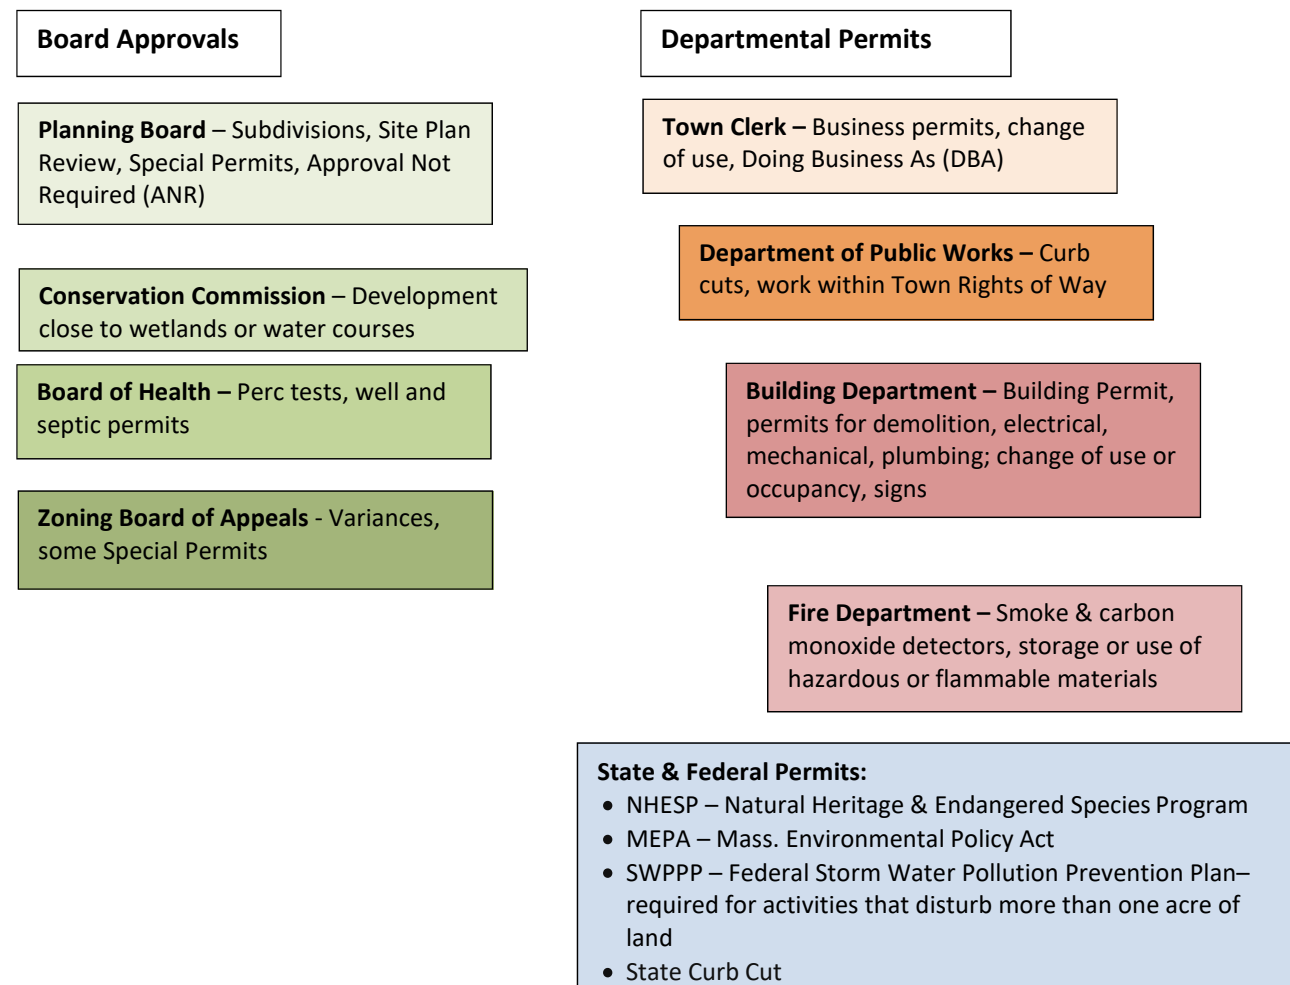 Board Approvals
Planning Board – Subdivisions, Site Plan
Review, Special Permits, Approval Not
Required (ANR)
Conservation Commission – Development
close to wetlands or water courses
Board of Health – Perc tests, well and
septic permits
Zoning Board of Appeals - Variances,
some Special Permits
Departmental Permits
Town Clerk – Business permits, change
of use, Doing Business As (DBA)
Department of Public Works – Curb
cuts, work within Town Rights of Way
Building Department – Building Permit,
permits for demolition, electrical,
mechanical, plumbing; change of use or
occupancy, signs
Fire Department – Smoke & carbon
monoxide detectors, storage or use of
hazardous or flammable materials
State & Federal Permits:
• NHESP – Natural Heritage & Endangered Species Program
• MEPA – Mass. Environmental Policy Act
• SWPPP – Federal Storm Water Pollution Prevention Plan–
required for activities that disturb more than one acre of
land
• State Curb Cut